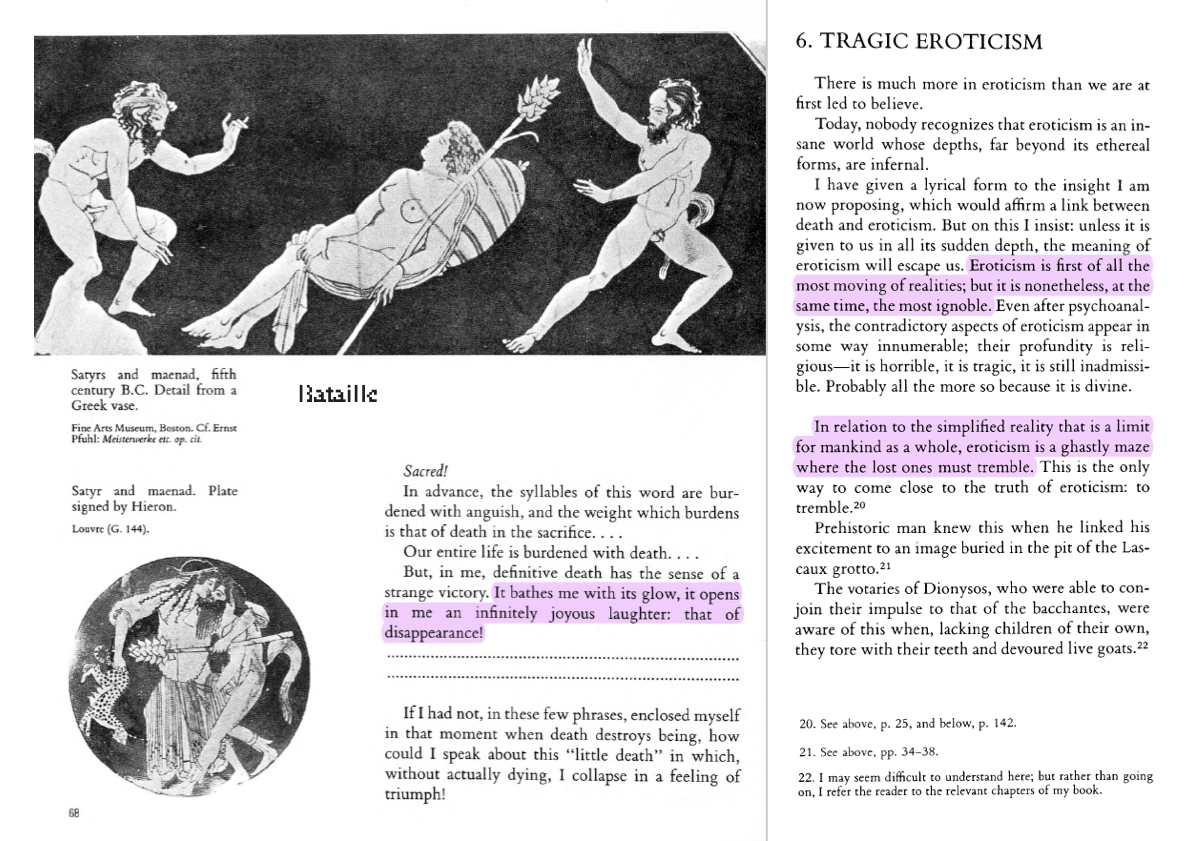 Satyrs and maenad, fifth
century B.C. Detail from a
Greek vase.
Fine Arts Museum, Boston. Cf. Ernst
Pfuhl: Meisterwerke etc. op. cit.
Bataille
Satyr and maenad. Plate
signed by Hieron.
Louvre (G. 144).
68
Sacred!
In advance, the syllables of this word are bur-
dened with anguish, and the weight which burdens
is that of death in the sacrifice. . . .
Our entire life is burdened with death. . . .
But, in me, definitive death has the sense of a
strange victory. It bathes me with its glow, it opens
in me an infinitely joyous laughter: that of
disappearance!
If I had not, in these few phrases, enclosed myself
in that moment when death destroys being, how
could I speak about this “little death” in which,
without actually dying, I collapse in a feeling of
triumph!
6. TRAGIC EROTICISM
There is much more in eroticism than we are at
first led to believe.
Today, nobody recognizes that eroticism is an in-
sane world whose depths, far beyond its ethereal
forms, are infernal.
I have given a lyrical form to the insight I am
now proposing, which would affirm a link between
death and eroticism. But on this I insist: unless it is
given to us in all its sudden depth, the meaning of
eroticism will escape us. Eroticism is first of all the
most moving of realities; but it is nonetheless, at the
same time, the most ignoble. Even after psychoanal-
ysis, the contradictory aspects of eroticism appear in
some way innumerable; their profundity is reli-
gious—it is horrible, it is tragic, it is still inadmissi-
ble. Probably all the more so because it is divine.
In relation to the simplified reality that is a limit
for mankind as a whole, eroticism is a ghastly maze
where the lost ones must tremble. This is the only
way to come close to the truth of eroticism: to
tremble.20
Prehistoric man knew this when he linked his
excitement to an image buried in the pit of the Las-
caux grotto.21
The votaries of Dionysos, who were able to con-
join their impulse to that of the bacchantes, were
aware of this when, lacking children of their own,
they tore with their teeth and devoured live goats.22
20. See above, p. 25, and below, p. 142.
21. See above, pp. 34–38.
22. I may seem difficult to understand here; but rather than going
on, I refer the reader to the relevant chapters of my book.